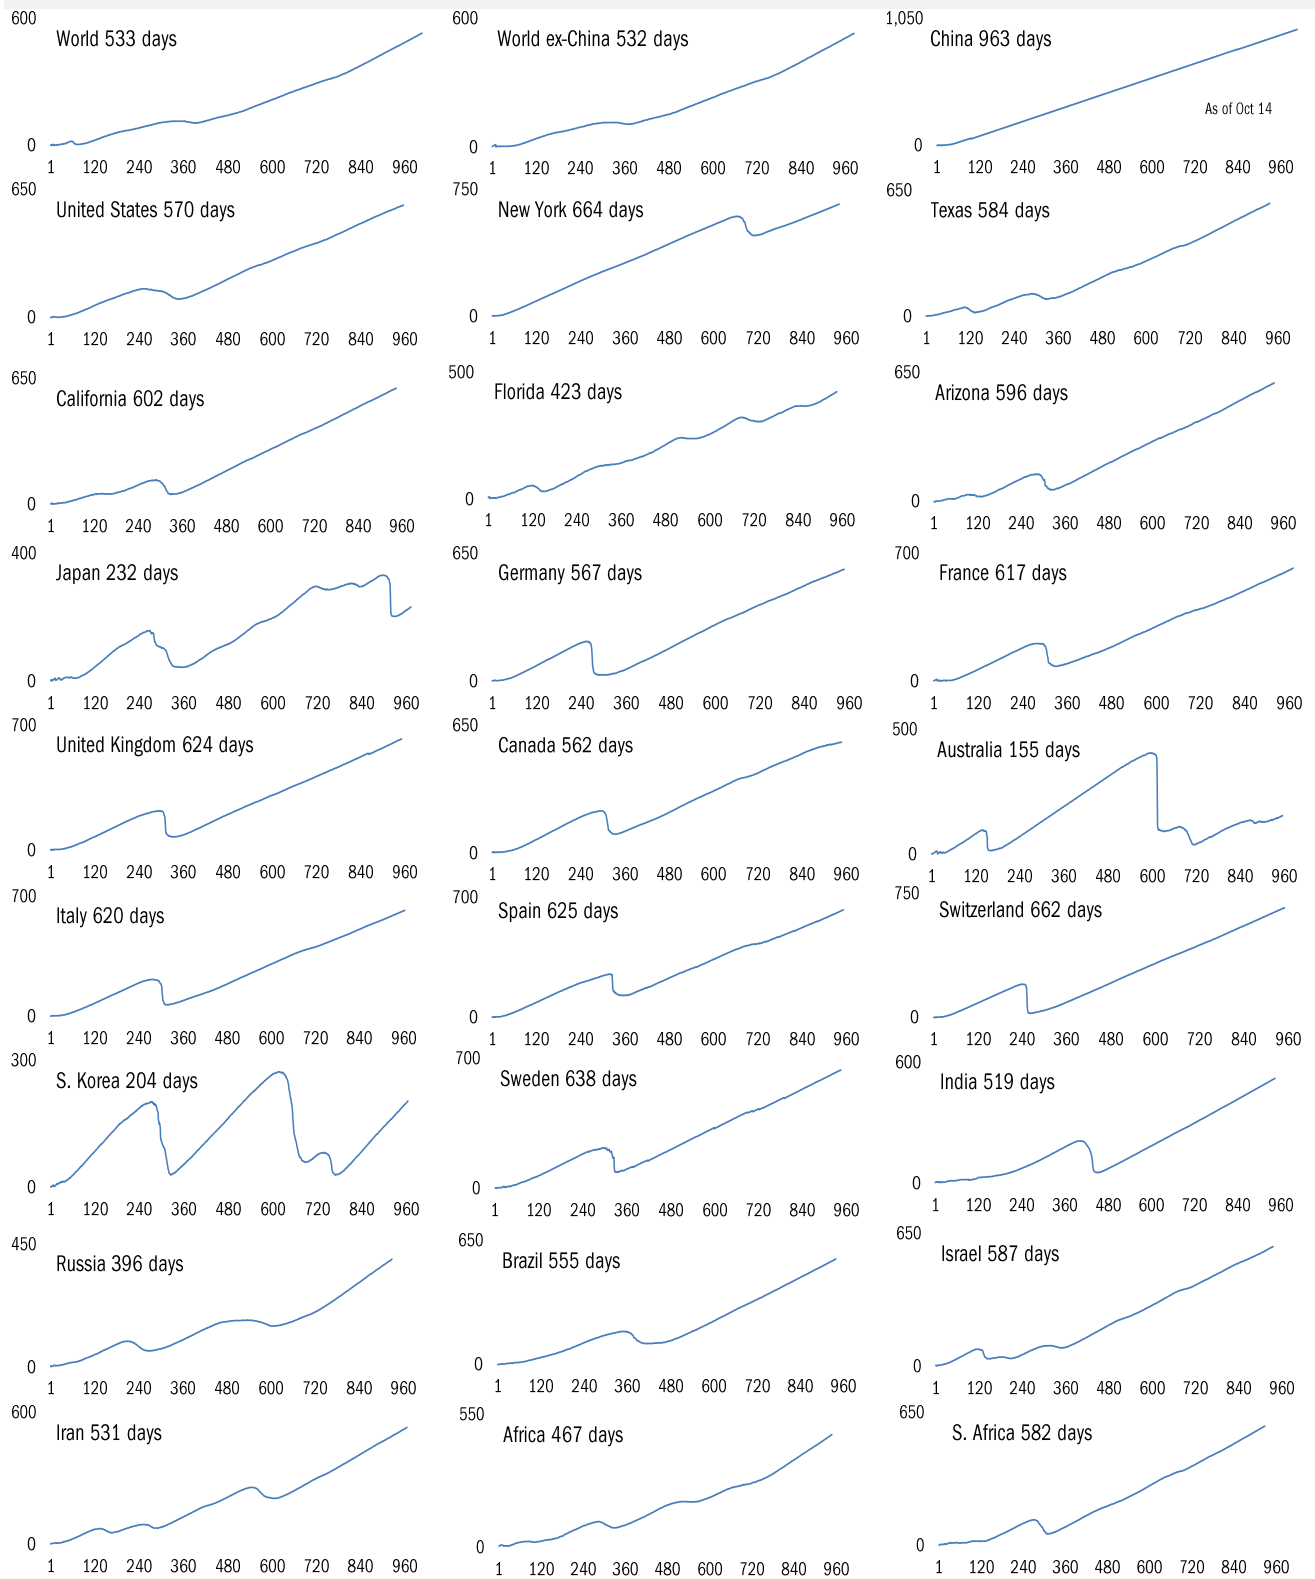 600
World 533 days
0
1 120 240 360 480 600 720 840 960
600
World ex-China 532 days
0
1 120 240 360 480 600 720 840 960
1,050
China 963 days
As of Oct 14
0
1 120 240 360 480 600 720 840 960
650
United States 570 days
0
1 120 240 360 480 600 720 840 960
750
New York 664 days
0
1 120 240 360 480 600 720 840 960
650
Texas 584 days
0
1 120 240 360 480 600 720 840 960
650
California 602 days
0
1 120 240 360 480 600 720 840 960
500
Florida 423 days
0
1 120 240 360 480 600 720 840 960
650
Arizona 596 days
0
1 120 240 360 480 600 720 840 960
400
Japan 232 days
0
1 120 240 360 480 600 720 840 960
650
Germany 567 days
0
1 120 240 360 480 600 720 840 960
700
France 617 days
0
1 120 240 360 480 600 720 840 960
700
United Kingdom 624 days
0
1 120 240 360 480 600 720 840 960
650
Canada 562 days
0
1 120 240 360 480 600 720 840 960
500
Australia 155 days
0
1 120 240 360 480 600 720 840 960
700
Italy 620 days
0
1 120 240 360 480 600 720 840 960
700
Spain 625 days
0
1 120 240 360 480 600 720 840 960
750
Switzerland 662 days
0
1 120 240 360 480 600 720 840 960
300
S. Korea 204 days
0
1 120 240 360 480 600 720 840 960
700
Sweden 638 days
0
1 120 240 360 480 600 720 840 960
600
India 519 days
0
1 120 240 360 480 600 720 840 960
450
Russia 396 days
0
1 120 240 360 480 600 720 840 960
650
Brazil 555 days
0
1 120 240 360 480 600 720 840 960
650
Israel 587 days
0
1 120 240 360 480 600 720 840 960
600
Iran 531 days
0
1 120 240 360 480 600 720 840 960
550
Africa 467 days
0
1 120 240 360 480 600 720 840 960
650
S. Africa 582 days
0
1 120 240 360 480 600 720 840 960